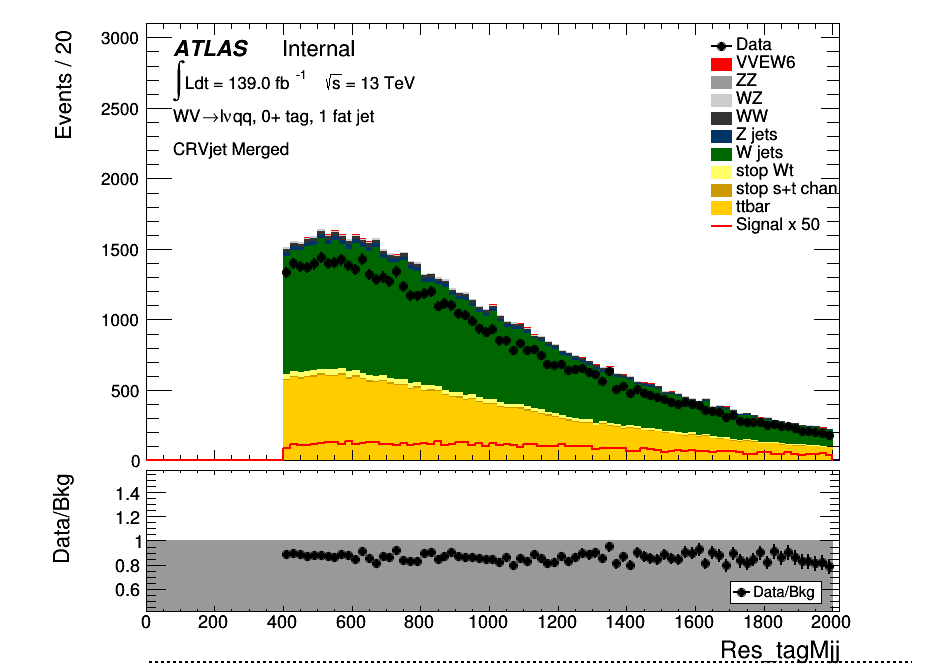 Events / 20
3000
2500
2000
1500
1000
500
0
ATLAS Internal
∫Ldt = 139.0 fb⁻¹ √s = 13 TeV
WV→lνqq, 0+ tag, 1 fat jet
CRVjet Merged
Data
VVEW6
ZZ
WZ
WW
Z jets
W jets
stop Wt
stop s+t chan
ttbar
Signal x 50
Data/Bkg
1.4
1.2
1
0.8
0.6
Data/Bkg
0 200 400 600 800 1000 1200 1400 1600 1800 2000
Res_tagMjj